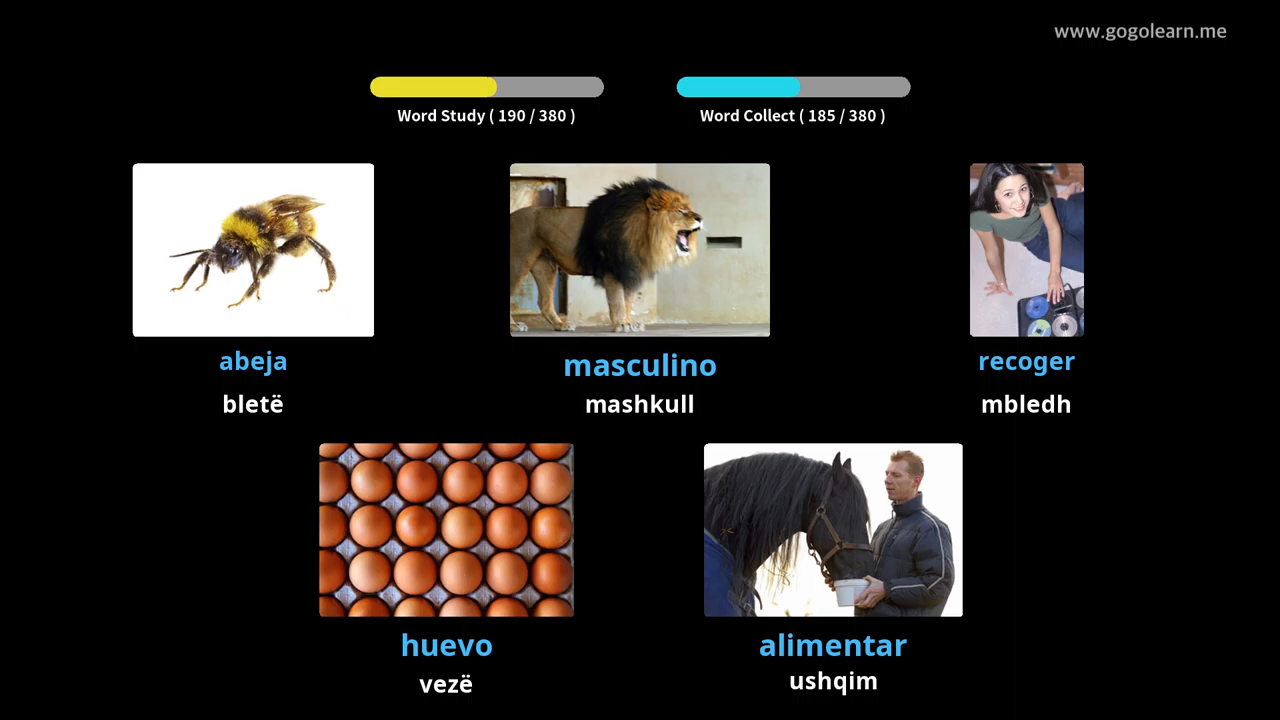 www.gogolearn.me
Word Study ( 190 / 380 )
Word Collect ( 185 / 380 )
abeja
bletë
masculino
mashkull
recoger
mbledh
huevo
vezë
alimentar
ushqim